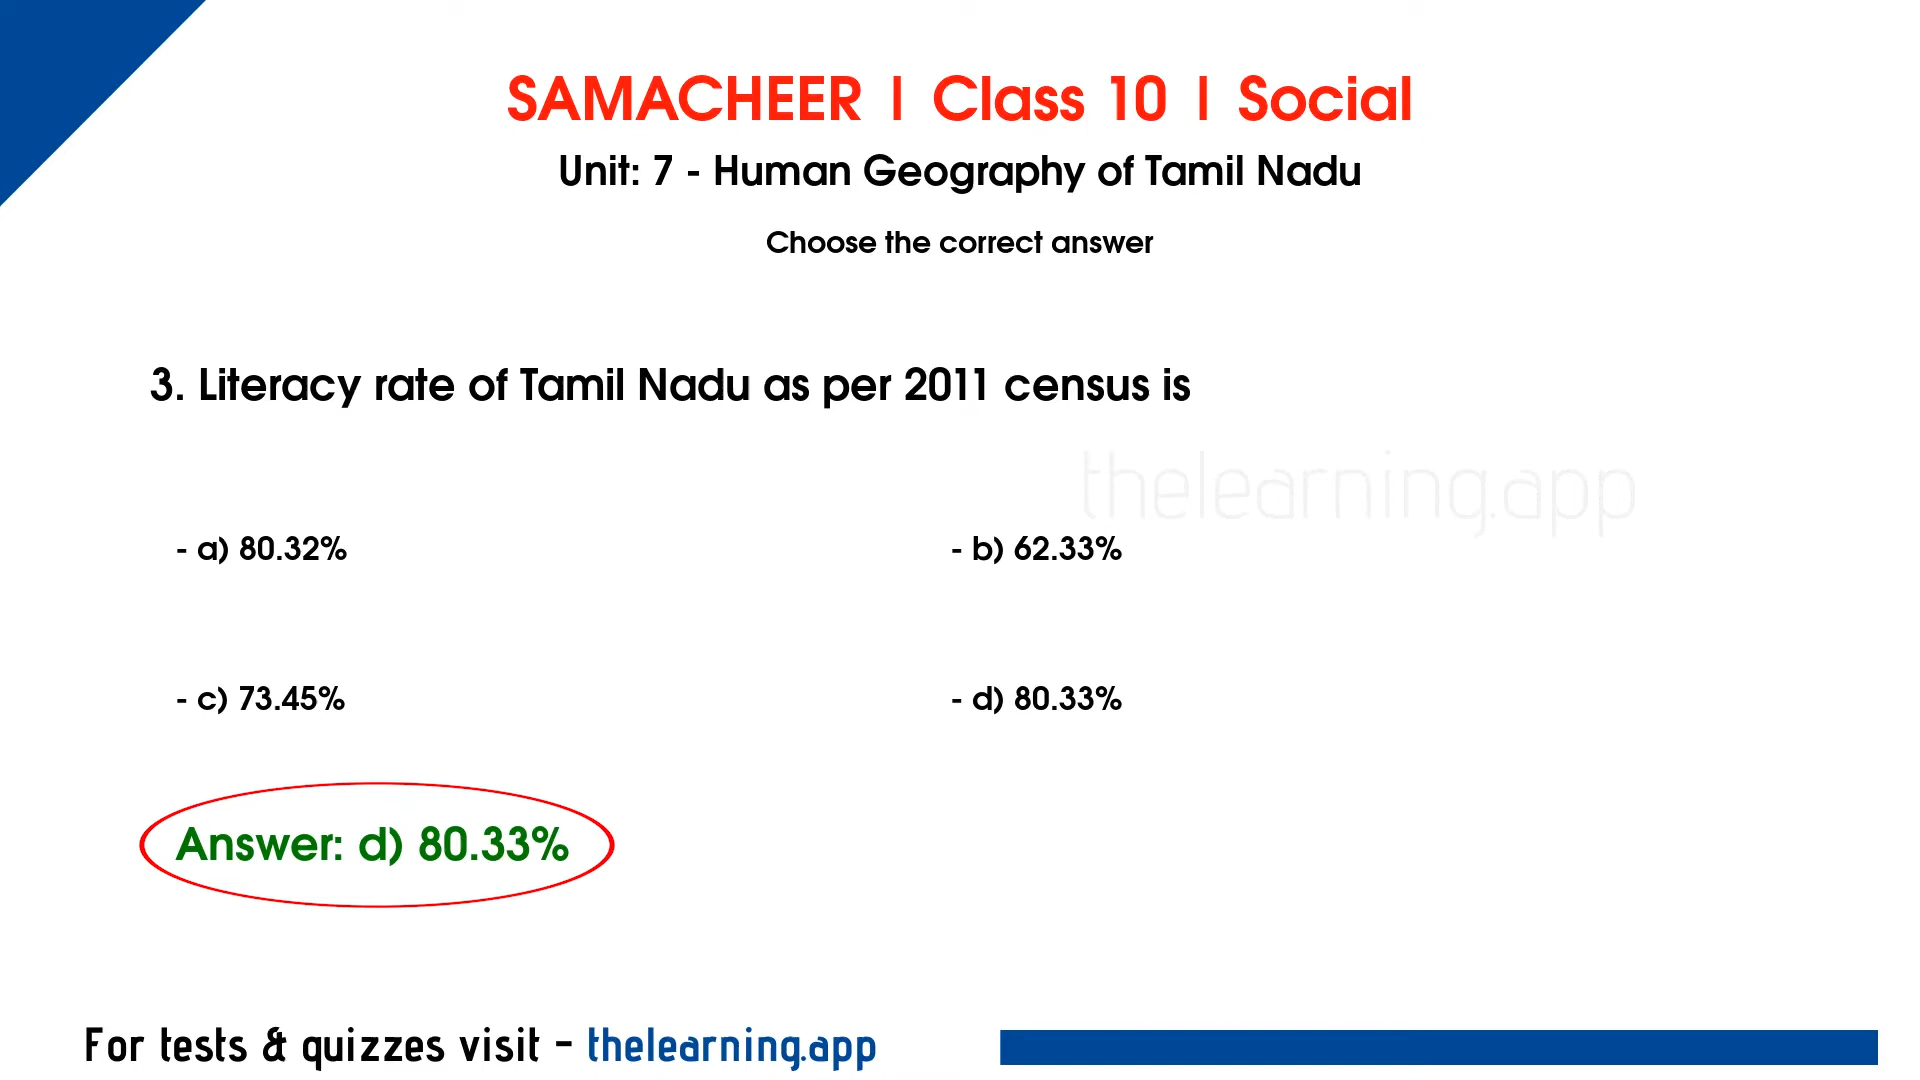 SAMACHEER | Class 10 | Social
Unit: 7 - Human Geography of Tamil Nadu
Choose the correct answer
3. Literacy rate of Tamil Nadu as per 2011 census is
thelearning.app
- a) 80.32%
- b) 62.33%
- c) 73.45%
- d) 80.33%
Answer: d) 80.33%
For tests & quizzes visit - thelearning.app